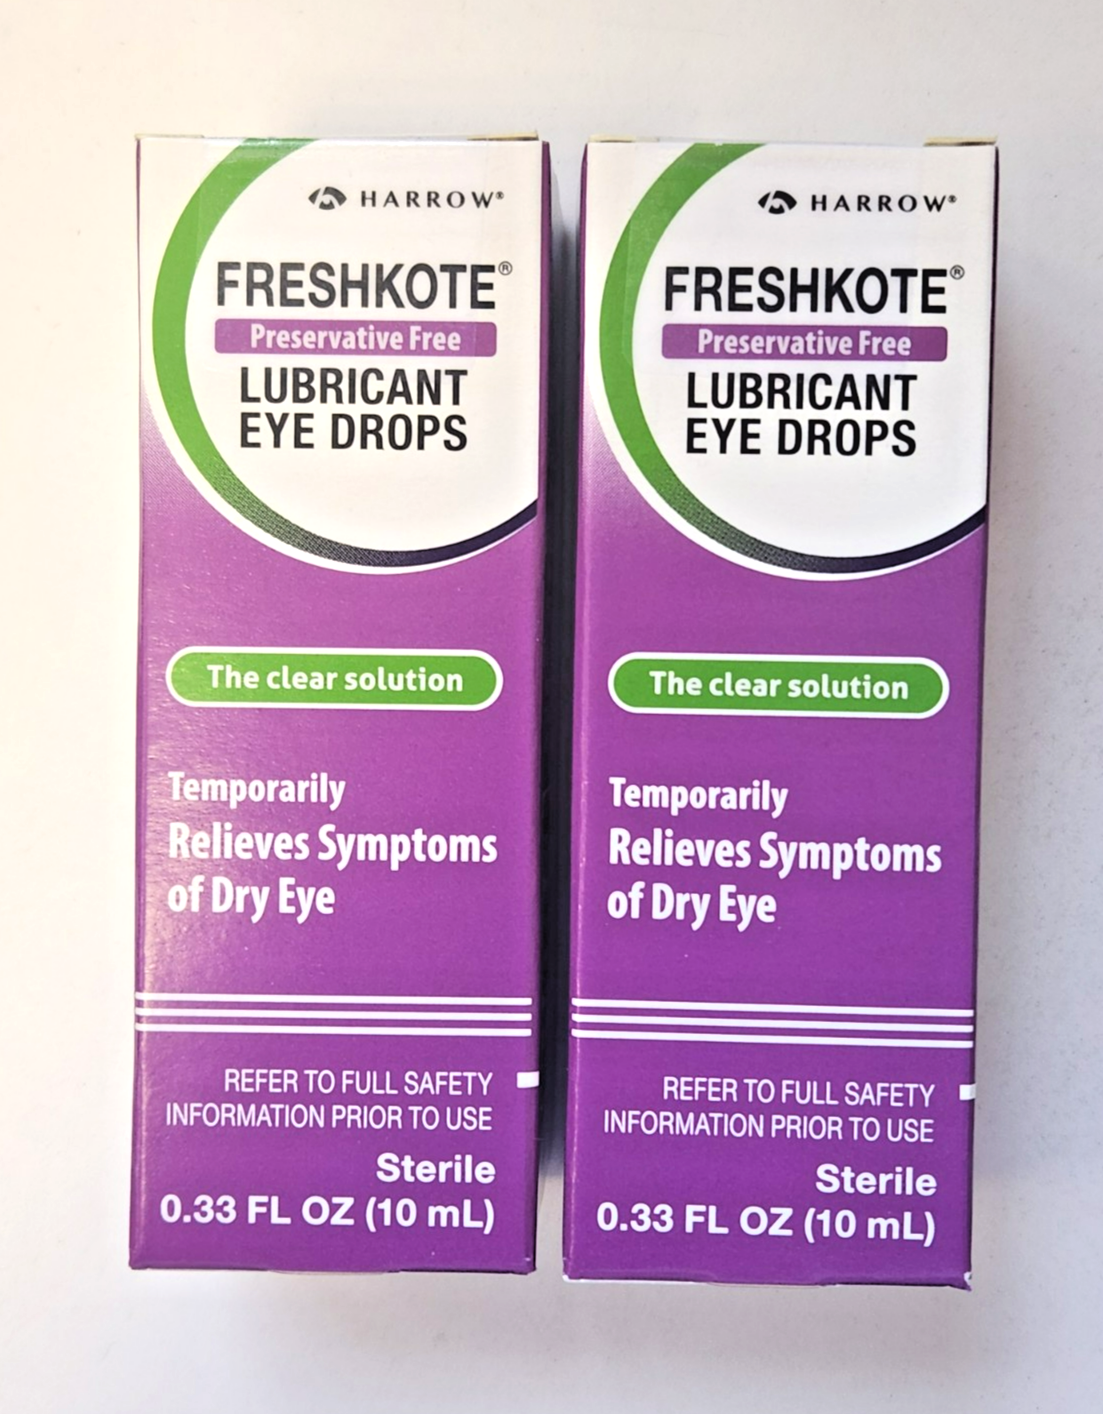 HARROW®
FRESHKOTE®
Preservative Free
LUBRICANT
EYE DROPS
The clear solution
Temporarily
Relieves Symptoms
of Dry Eye
REFER TO FULL SAFETY
INFORMATION PRIOR TO USE
Sterile
0.33 FL OZ (10 mL)
HARROW®
FRESHKOTE®
Preservative Free
LUBRICANT
EYE DROPS
The clear solution
Temporarily
Relieves Symptoms
of Dry Eye
REFER TO FULL SAFETY
INFORMATION PRIOR TO USE
Sterile
0.33 FL OZ (10 mL)